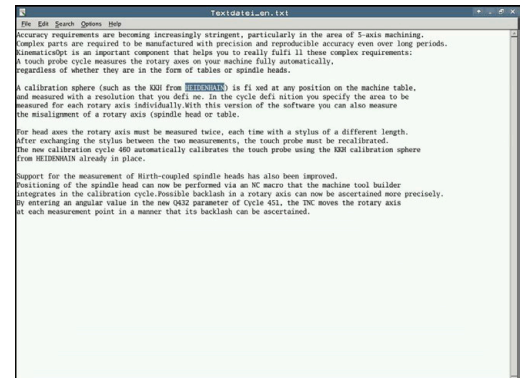 Textdatei_en.txt
File Edit Search Options Help
Accuracy requirements are becoming increasingly stringent, particularly in the area of 5-axis machining.
Complex parts are required to be manufactured with precision and reproducible accuracy even over long periods.
KinematicsOpt is an important component that helps you to really fulfi ll these complex requirements:
A touch probe cycle measures the rotary axes on your machine fully automatically,
regardless of whether they are in the form of tables or spindle heads.
A calibration sphere (such as the KKH from HEIDENHAIN) is fi xed at any position on the machine table,
and measured with a resolution that you defi ne. In the cycle defi nition you specify the area to be
measured for each rotary axis individually.With this version of the software you can also measure
the misalignment of a rotary axis (spindle head or table.
For head axes the rotary axis must be measured twice, each time with a stylus of a different length.
After exchanging the stylus between the two measurements, the touch probe must be recalibrated.
The new calibration cycle 460 automatically calibrates the touch probe using the KKH calibration sphere
from HEIDENHAIN already in place.
Support for the measurement of Hirth-coupled spindle heads has also been improved.
Positioning of the spindle head can now be performed via an NC macro that the machine tool builder
integrates in the calibration cycle.Possible backlash in a rotary axis can now be ascertained more precisely.
By entering an angular value in the new Q432 parameter of Cycle 451, the TNC moves the rotary axis
at each measurement point in a manner that its backlash can be ascertained.